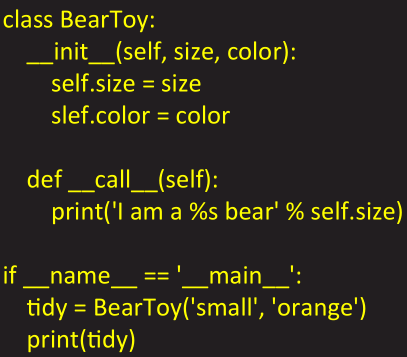 class BearToy:
    __init__(self, size, color):
        self.size = size
        slef.color = color
    def __call__(self):
        print('I am a %s bear' % self.size)
if __name__ == '__main__':
    tidy = BearToy('small', 'orange')
    print(tidy)